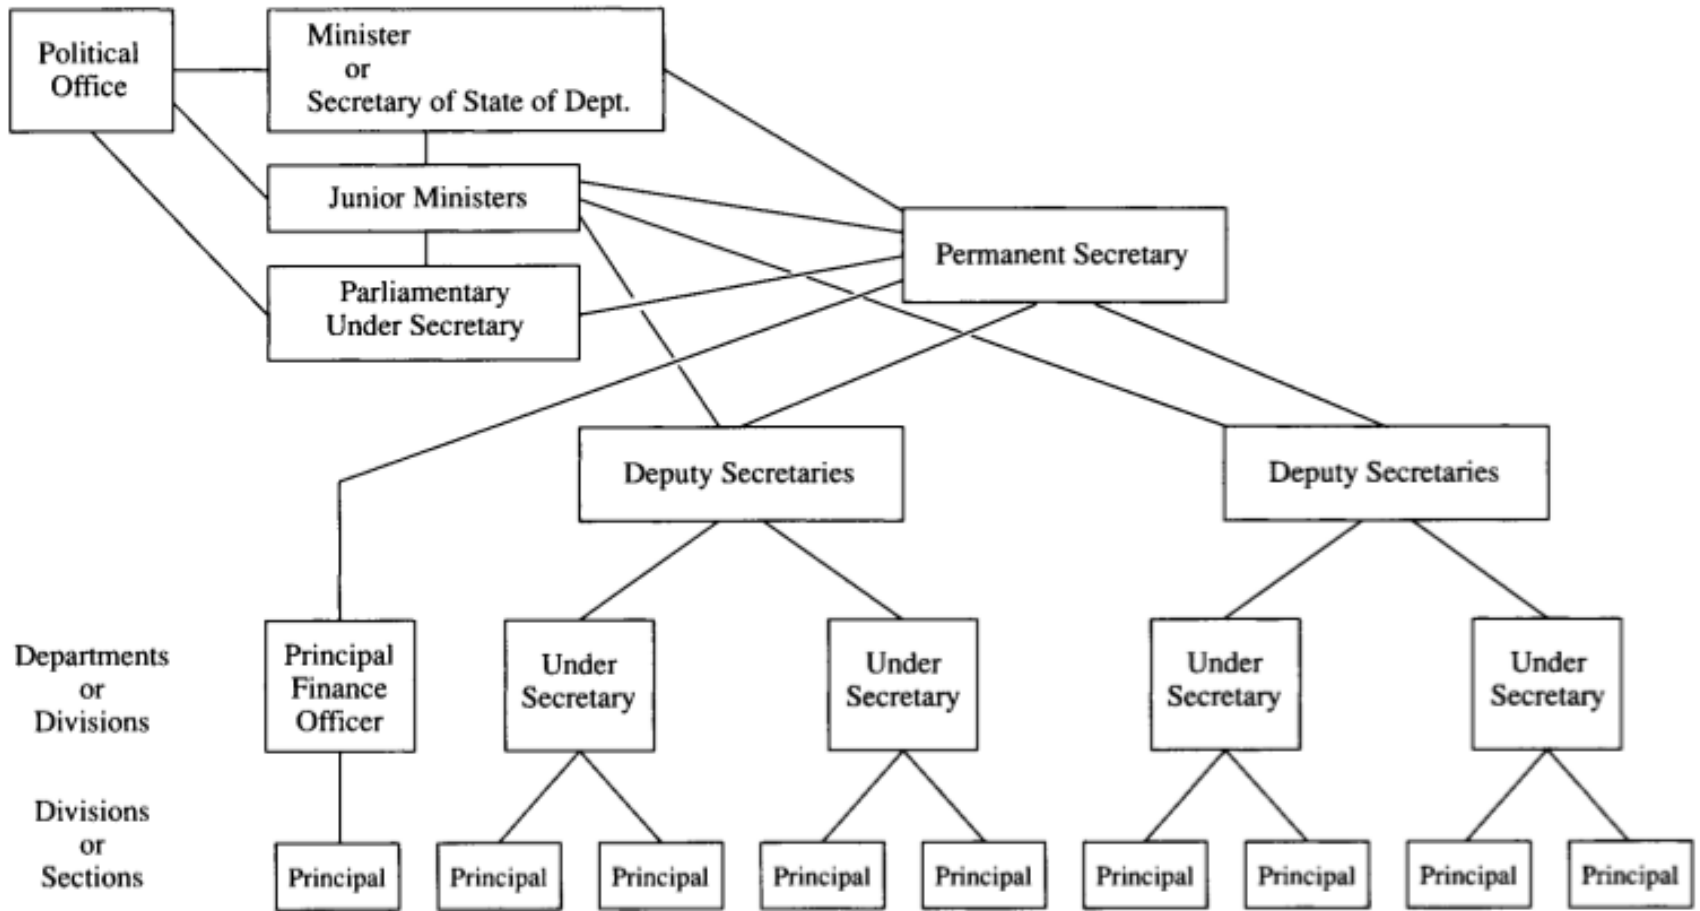 Political
Office
Minister
or
Secretary of State of Dept.
Junior Ministers
Parliamentary
Under Secretary
Permanent Secretary
Deputy Secretaries
Deputy Secretaries
Departments
or
Divisions
Principal
Finance
Officer
Under
Secretary
Under
Secretary
Under
Secretary
Under
Secretary
Divisions
or
Sections
Principal
Principal
Principal
Principal
Principal
Principal
Principal
Principal
Principal